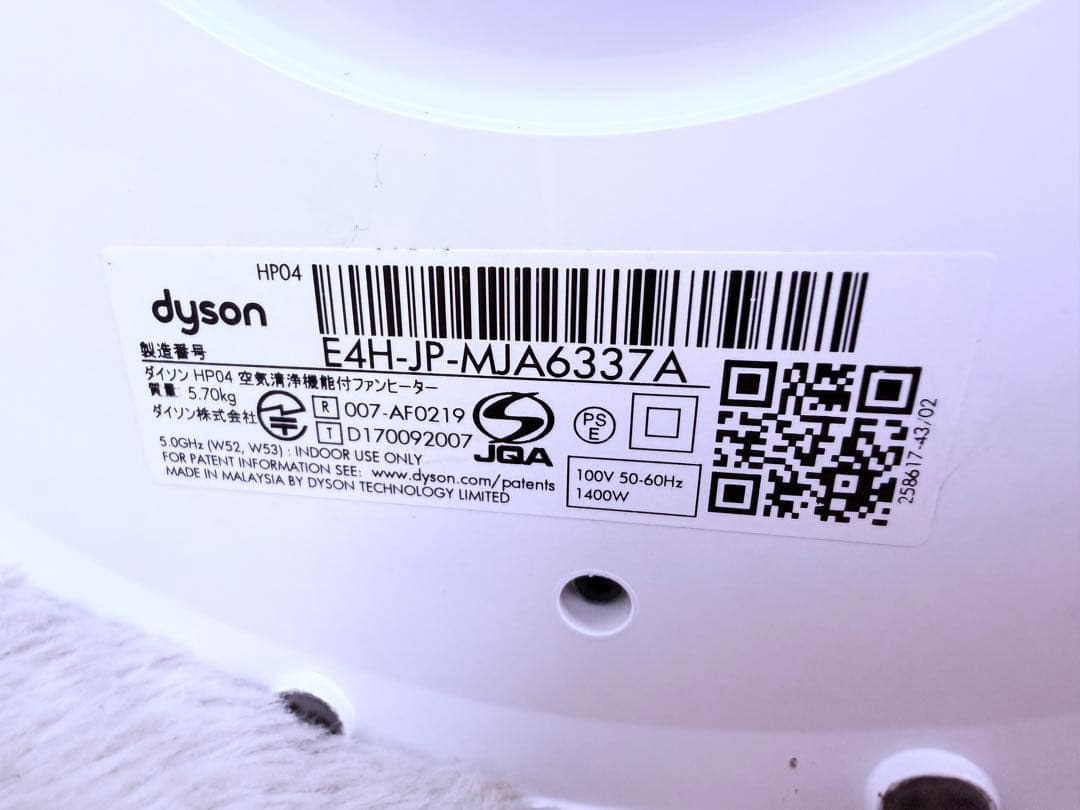 HP04
dyson
製造番号
E4H-JP-MJA6337A
ダイソン HP04 空気清浄機能付ファンヒーター
質量: 5.70kg
ダイソン株式会社
R 007-AF0219
T D170092007
JQA
PS
E
5.0GHz (W52, W53) : INDOOR USE ONLY
FOR PATENT INFORMATION SEE: www.dyson.com/patents
MADE IN MALAYSIA BY DYSON TECHNOLOGY LIMITED
100V 50-60Hz
1400W
258617-43/02